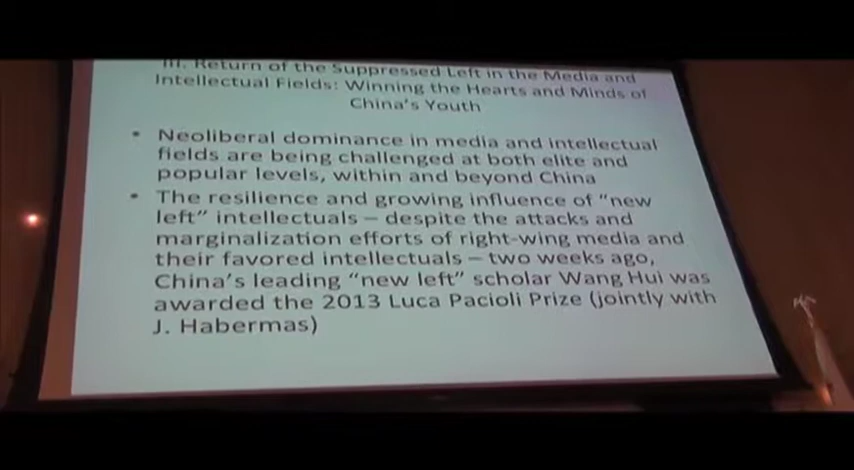 III. Return of the Suppressed Left in the Media and
Intellectual Fields: Winning the Hearts and Minds of
China's Youth
• Neoliberal dominance in media and intellectual
fields are being challenged at both elite and
popular levels, within and beyond China
• The resilience and growing influence of "new
left" intellectuals – despite the attacks and
marginalization efforts of right-wing media and
their favored intellectuals – two weeks ago,
China's leading "new left" scholar Wang Hui was
awarded the 2013 Luca Pacioli Prize (jointly with
J. Habermas)